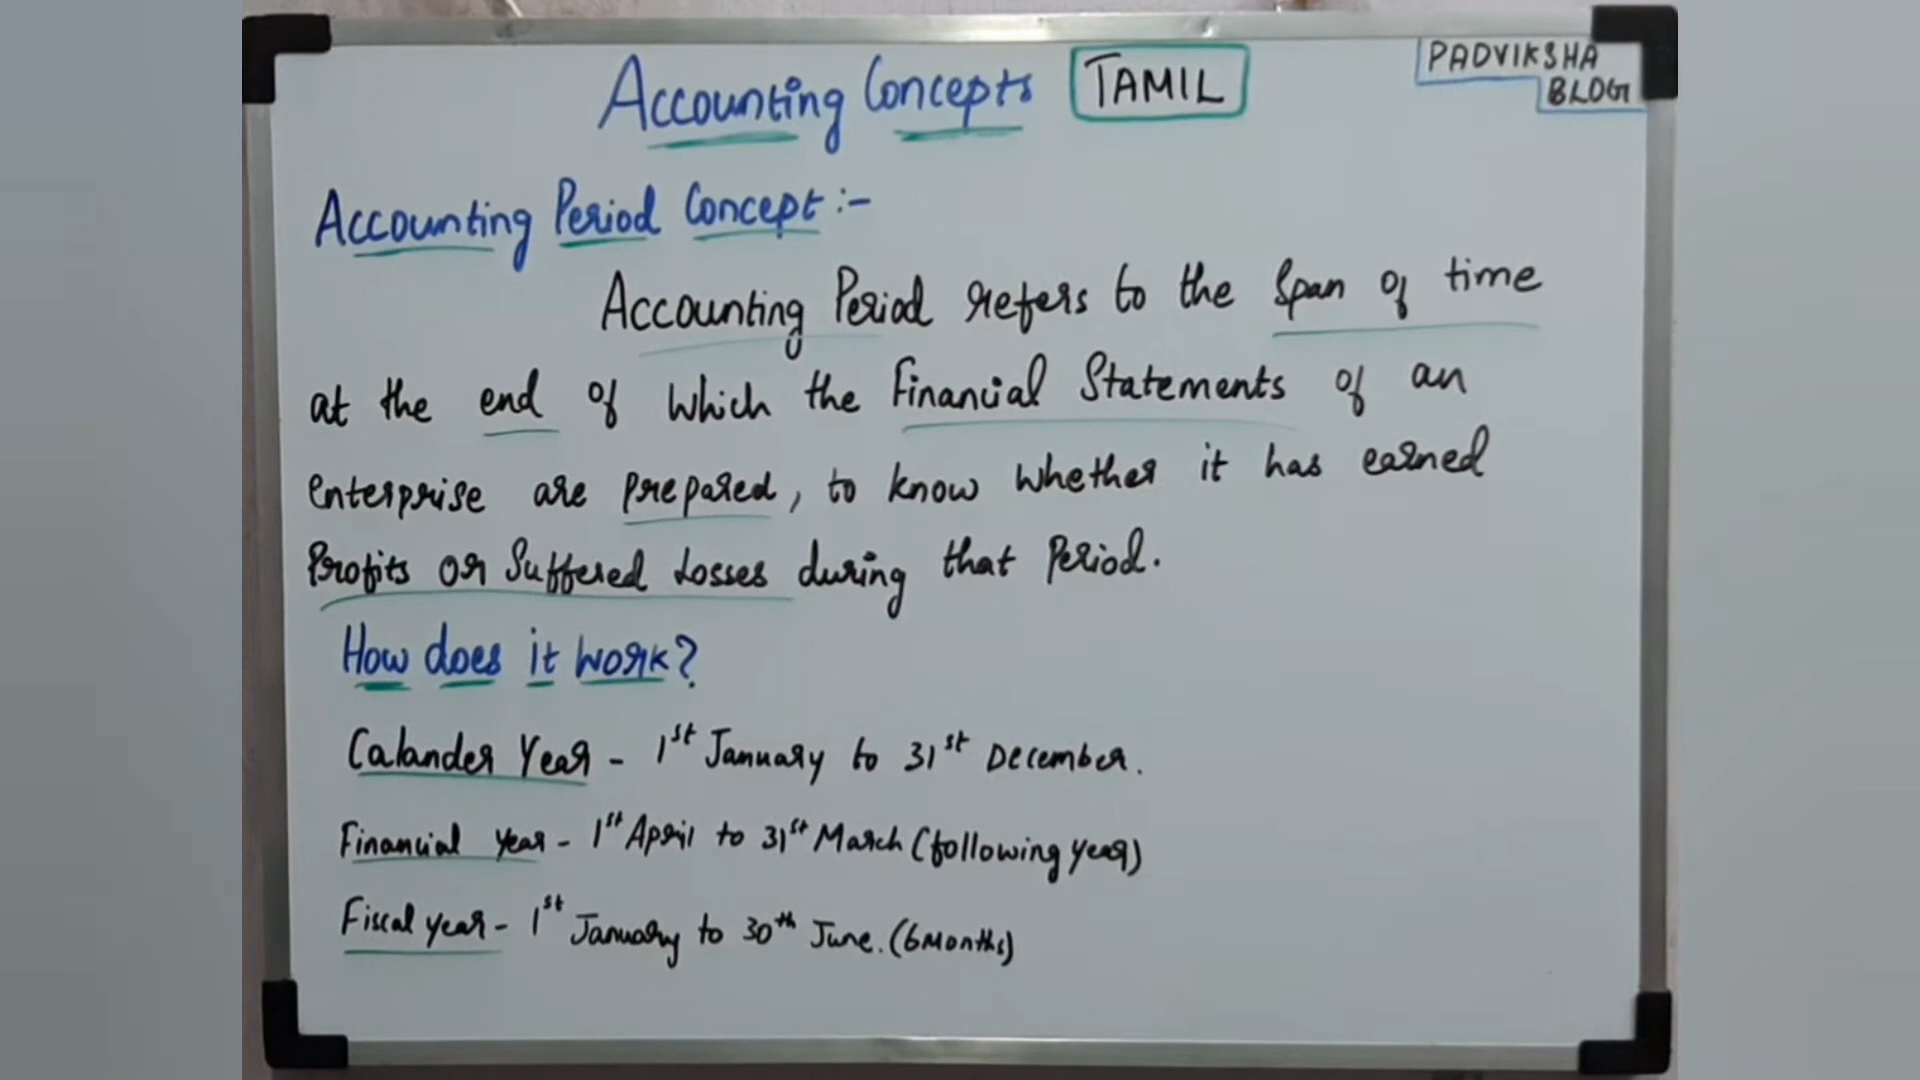 Accounting Concepts TAMIL
PADVIKSHA
BLOG
Accounting Period Concept :-
Accounting Period refers to the Span of time
at the end of which the Financial Statements of an
enterprise are prepared, to know whether it has earned
Profits or Suffered Losses during that Period.
How does it work?
Calander Year - 1st January to 31st December.
Financial year - 1st April to 31st March (following year)
Fiscal year - 1st January to 30th June. (6 Months)